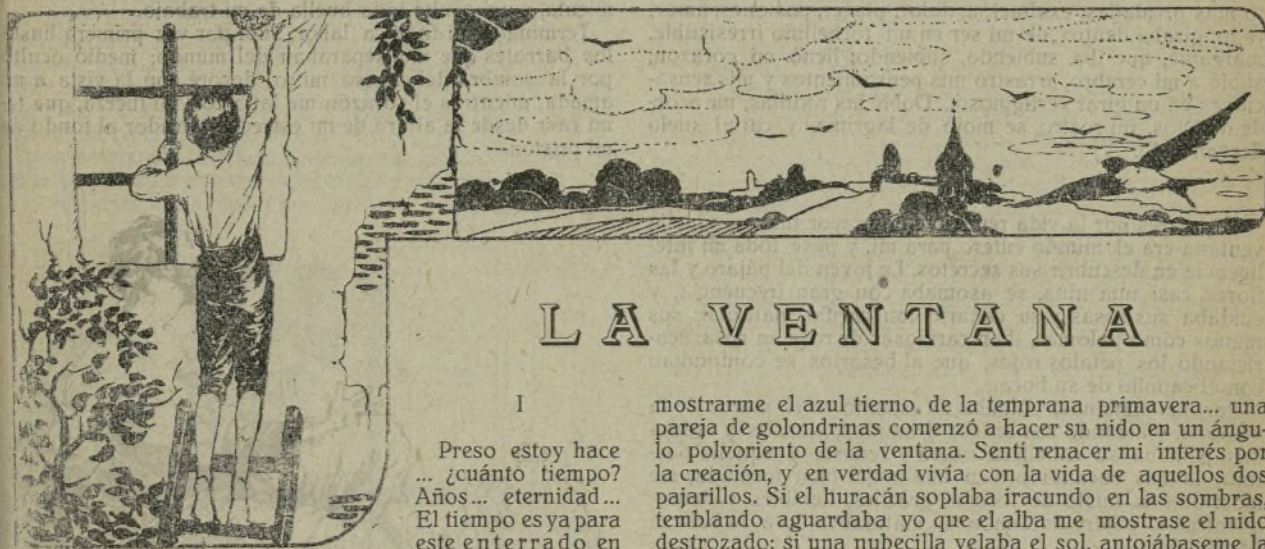 LA VENTANA
I
Preso estoy hace
... ¿cuánto tiempo?
Años... eternidad...
El tiempo es ya para
este enterrado en
mostrarme el azul tierno de la temprana primavera... una
pareja de golondrinas comenzó a hacer su nido en un ángu-
lo polvoriento de la ventana. Sentí renacer mi interés por
la creación, y en verdad vivía con la vida de aquellos dos
pajarillos. Si el huracán soplaba iracundo en las sombras,
temblando aguardaba yo que el alba me mostrase el nido
destrozado; si una nubecilla velaba el sol, antojábaseme la